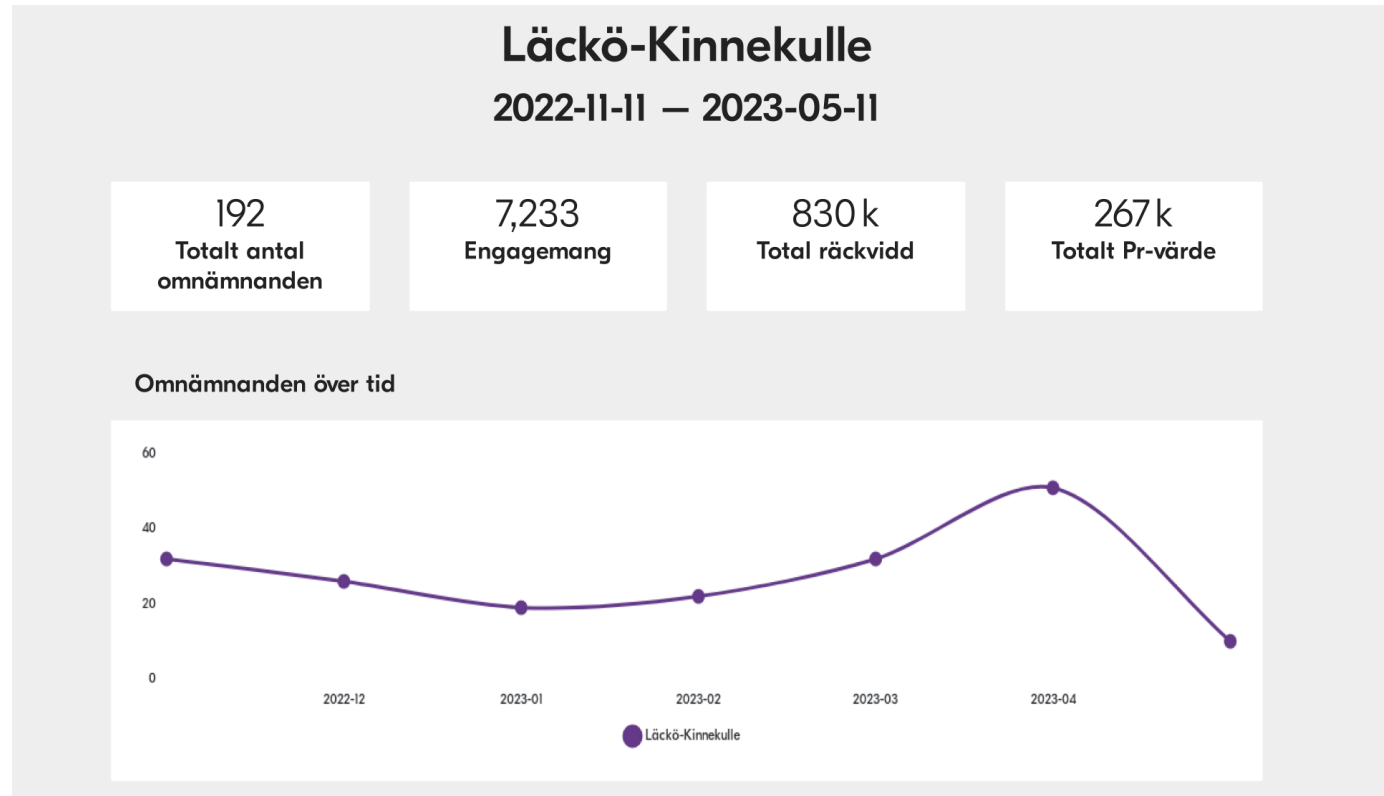 Läckö-Kinnekulle
2022-11-11 — 2023-05-11
192
Totalt antal
omnämnanden
7,233
Engagemang
830 k
Total räckvidd
267 k
Totalt Pr-värde
Omnämnanden över tid
60
40
20
0
2022-12
2023-01
2023-02
2023-03
2023-04
Läckö-Kinnekulle